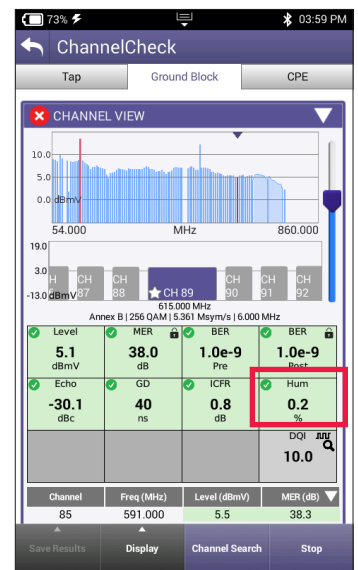 73% 03:59 PM
ChannelCheck
Tap Ground Block CPE
CHANNEL VIEW
10.0
5.0
0.0 dBmV
54.000 MHz 860.000
19.0
3.0
-13.0 dBmV
H CH CH CH CH CH
87 88 CH 89 90 91 92
615.000 MHz
Annex B | 256 QAM | 5.361 Msym/s | 6.000 MHz
Level MER BER BER
5.1 38.0 1.0e-9 1.0e-9
dBmV dB Pre Post
Echo GD ICFR Hum
-30.1 40 0.8 0.2
dBc ns dB %
DQI
10.0
Channel Freq (MHz) Level (dBmV) MER (dB)
85 591.000 5.5 38.3
Save Results Display Channel Search Stop